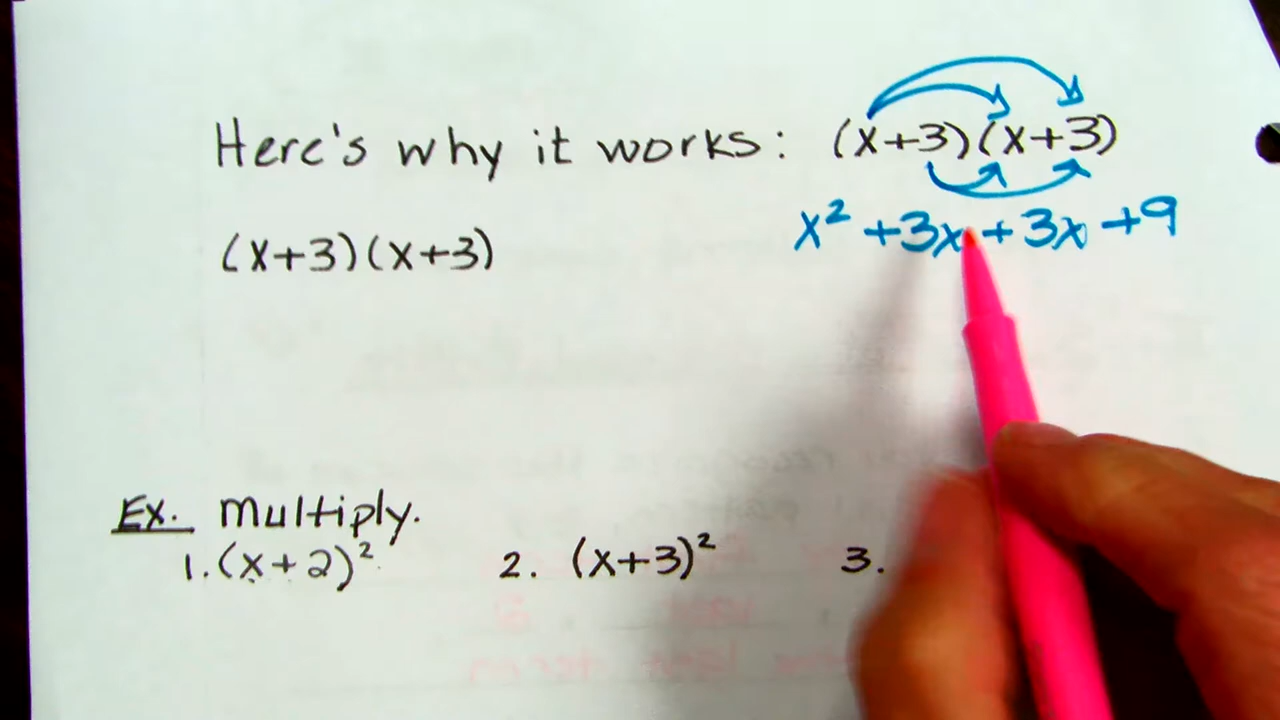 Here's why it works: (x+3)(x+3)
x² +3x +3x +9
(x+3)(x+3)
Ex. Multiply.
1. (x+2)² 2. (x+3)² 3.